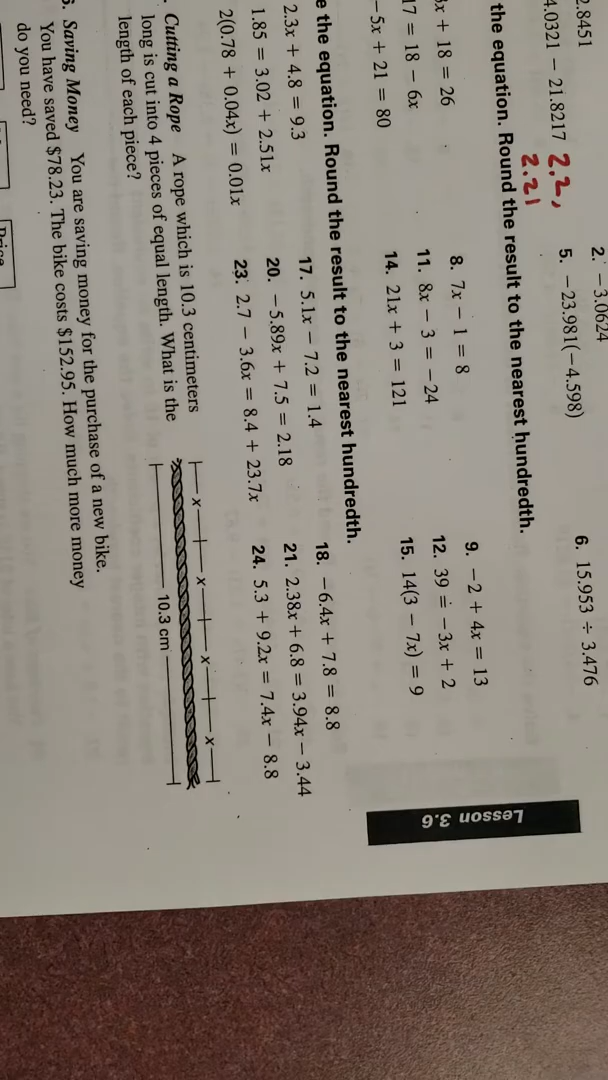 2.8451
2. −3.0624
4.0321 − 21.8217
2.2,
2.21
5. −23.981(−4.598)
6. 15.953 ÷ 3.476
the equation. Round the result to the nearest hundredth.
x + 18 = 26
8. 7x − 1 = 8
9. −2 + 4x = 13
17 = 18 − 6x
11. 8x − 3 = −24
12. 39 = −3x + 2
−5x + 21 = 80
14. 21x + 3 = 121
15. 14(3 − 7x) = 9
e the equation. Round the result to the nearest hundredth.
2.3x + 4.8 = 9.3
17. 5.1x − 7.2 = 1.4
18. −6.4x + 7.8 = 8.8
1.85 = 3.02 + 2.51x
20. −5.89x + 7.5 = 2.18
21. 2.38x + 6.8 = 3.94x − 3.44
2(0.78 + 0.04x) = 0.01x
23. 2.7 − 3.6x = 8.4 + 23.7x
24. 5.3 + 9.2x = 7.4x − 8.8
Cutting a Rope A rope which is 10.3 centimeters
long is cut into 4 pieces of equal length. What is the
length of each piece?
x x x x
10.3 cm
Saving Money You are saving money for the purchase of a new bike.
You have saved $78.23. The bike costs $152.95. How much more money
do you need?
Price
Lesson 3.6